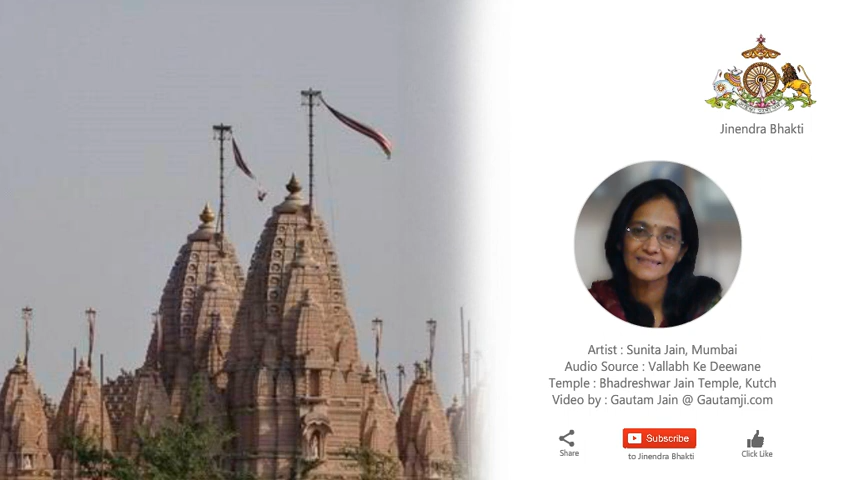 Jinendra Bhakti
Artist : Sunita Jain, Mumbai
Audio Source : Vallabh Ke Deewane
Temple : Bhadreshwar Jain Temple, Kutch
Video by : Gautam Jain @ Gautamji.com
Share
Subscribe
to Jinendra Bhakti
Click Like